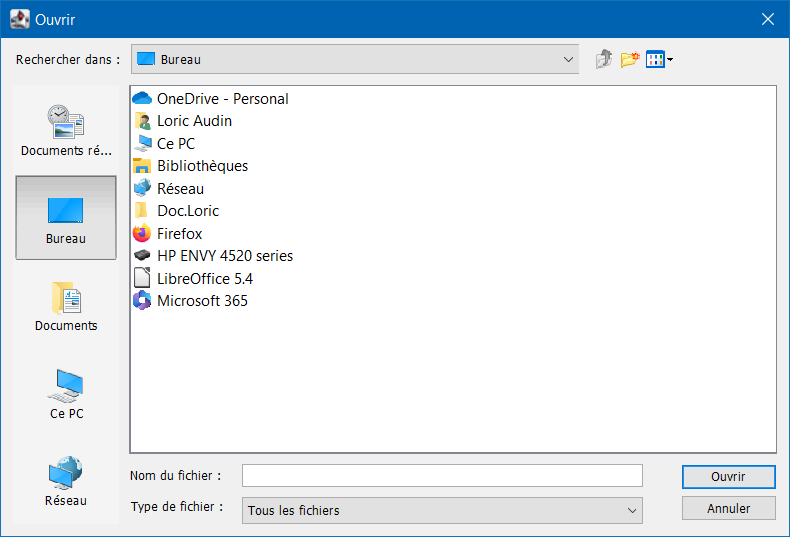 Ouvrir
Rechercher dans :
Bureau
Documents ré...
Bureau
Documents
Ce PC
Réseau
OneDrive - Personal
Loric Audin
Ce PC
Bibliothèques
Réseau
Doc.Loric
Firefox
HP ENVY 4520 series
LibreOffice 5.4
Microsoft 365
Nom du fichier :
Ouvrir
Type de fichier :
Tous les fichiers
Annuler